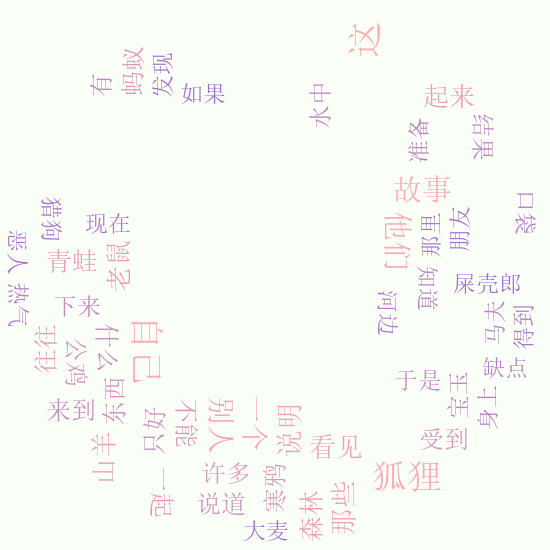 这
有
蚂蚁
发现
如果
水中
起来
准备
结果
故事
口袋
猎狗
现在
他们
那里
朋友
恶人
青蛙
老鼠
知道
屎壳郎
热气
下来
河边
马夫
得到
往往
公鸡
什么
自己
缺点
于是
宝玉
身上
来到
东西
只好
不能
别人
一个
说明
看见
受到
山羊
一起
许多
说道
寒鸦
狐狸
大麦
森林
那些